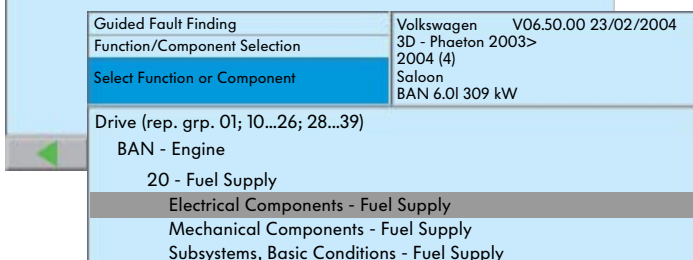 Guided Fault Finding
Function/Component Selection
Select Function or Component
Volkswagen V06.50.00 23/02/2004
3D - Phaeton 2003>
2004 (4)
Saloon
BAN 6.0l 309 kW
Drive (rep. grp. 01; 10...26; 28...39)
BAN - Engine
20 - Fuel Supply
Electrical Components - Fuel Supply
Mechanical Components - Fuel Supply
Subsystems, Basic Conditions - Fuel Supply